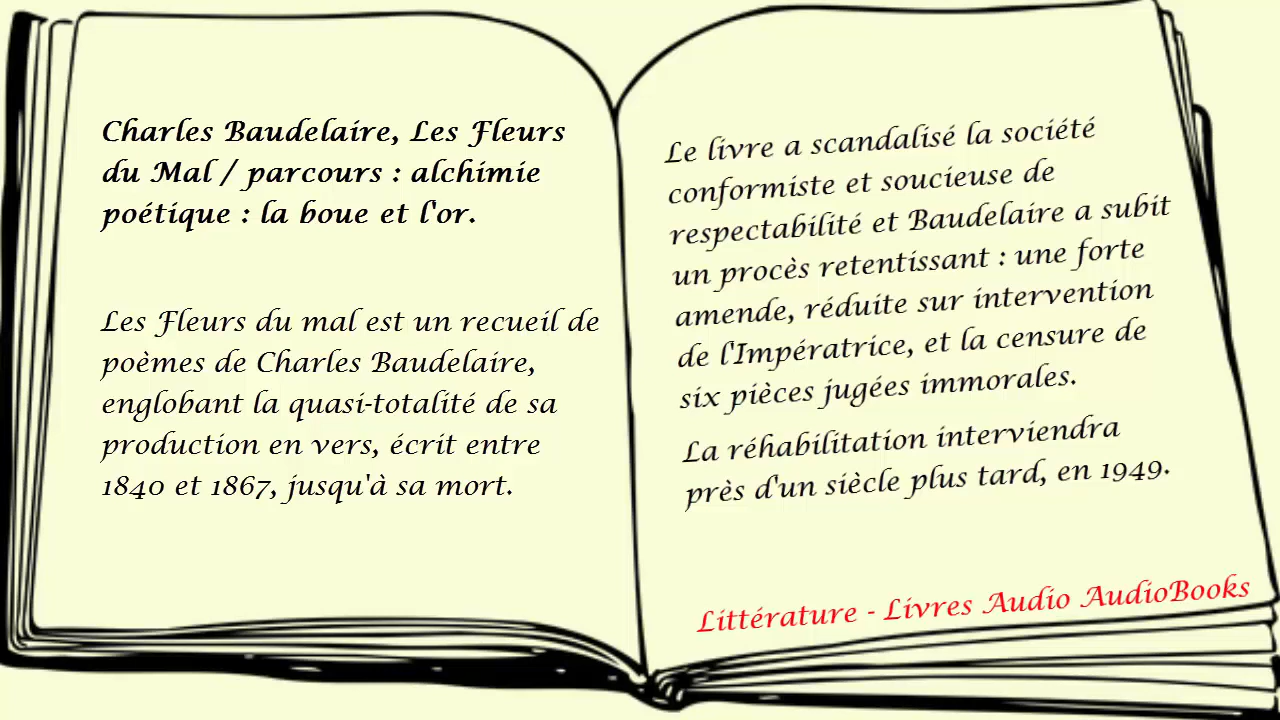 Charles Baudelaire, Les Fleurs
du Mal / parcours : alchimie
poétique : la boue et l'or.
Les Fleurs du mal est un recueil de
poèmes de Charles Baudelaire,
englobant la quasi-totalité de sa
production en vers, écrit entre
1840 et 1867, jusqu'à sa mort.
Le livre a scandalisé la société
conformiste et soucieuse de
respectabilité et Baudelaire a subit
un procès retentissant : une forte
amende, réduite sur intervention
de l'Impératrice, et la censure de
six pièces jugées immorales.
La réhabilitation interviendra
près d'un siècle plus tard, en 1949.
Littérature - Livres Audio AudioBooks